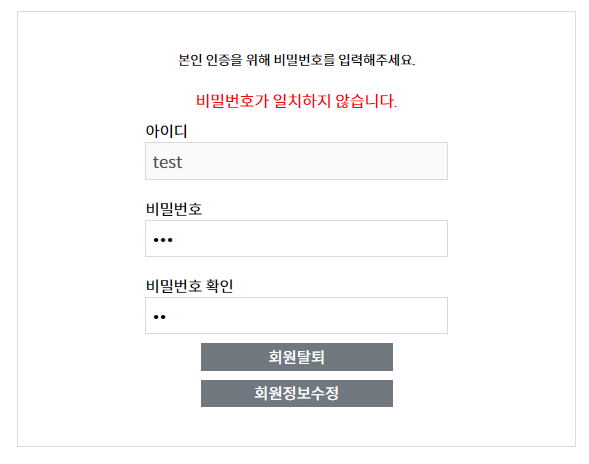 본인 인증을 위해 비밀번호를 입력해주세요.
비밀번호가 일치하지 않습니다.
아이디
test
비밀번호
•••
비밀번호 확인
••
회원탈퇴
회원정보수정